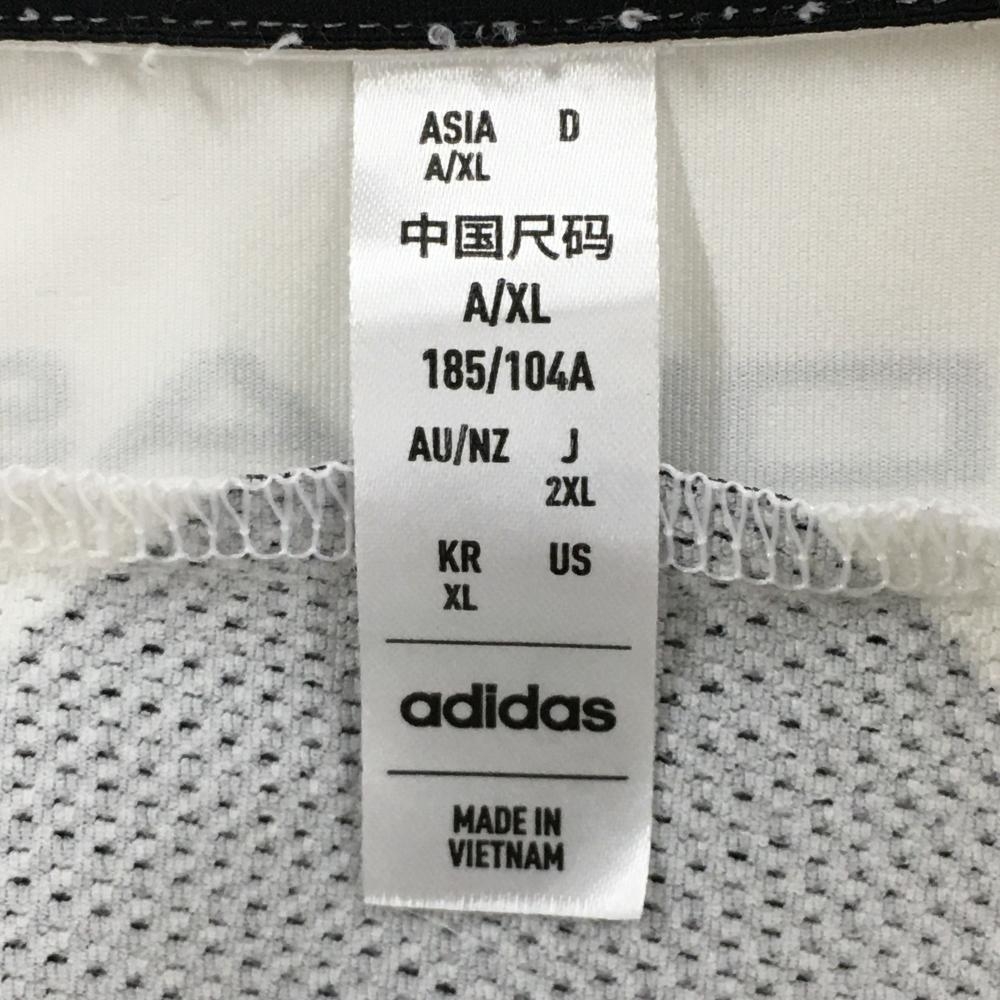 ASIA D
A/XL
中国尺码
A/XL
185/104A
AU/NZ J
2XL
KR US
XL
adidas
MADE IN
VIETNAM